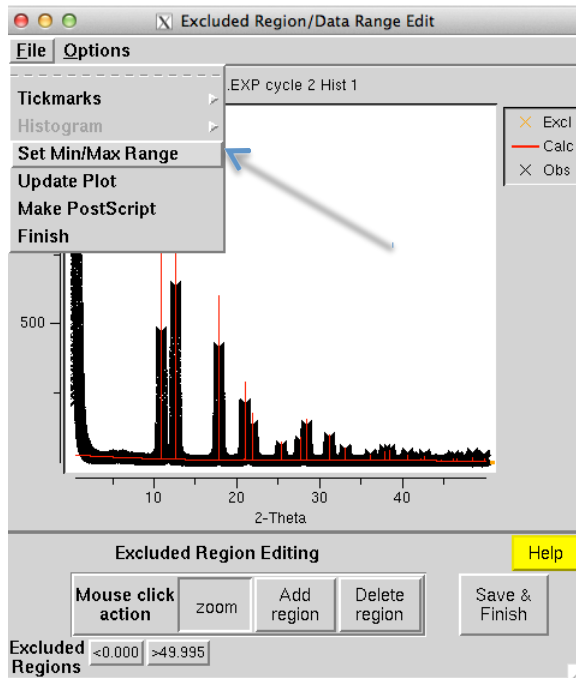 Excluded Region/Data Range Edit
File Options
.EXP cycle 2 Hist 1
Tickmarks
Histogram
Set Min/Max Range
Update Plot
Make PostScript
Finish
Excl
Calc
Obs
500
10 20 30 40
2-Theta
Excluded Region Editing
Help
Mouse click action
zoom
Add region
Delete region
Save & Finish
Excluded Regions
<0.000 >49.995